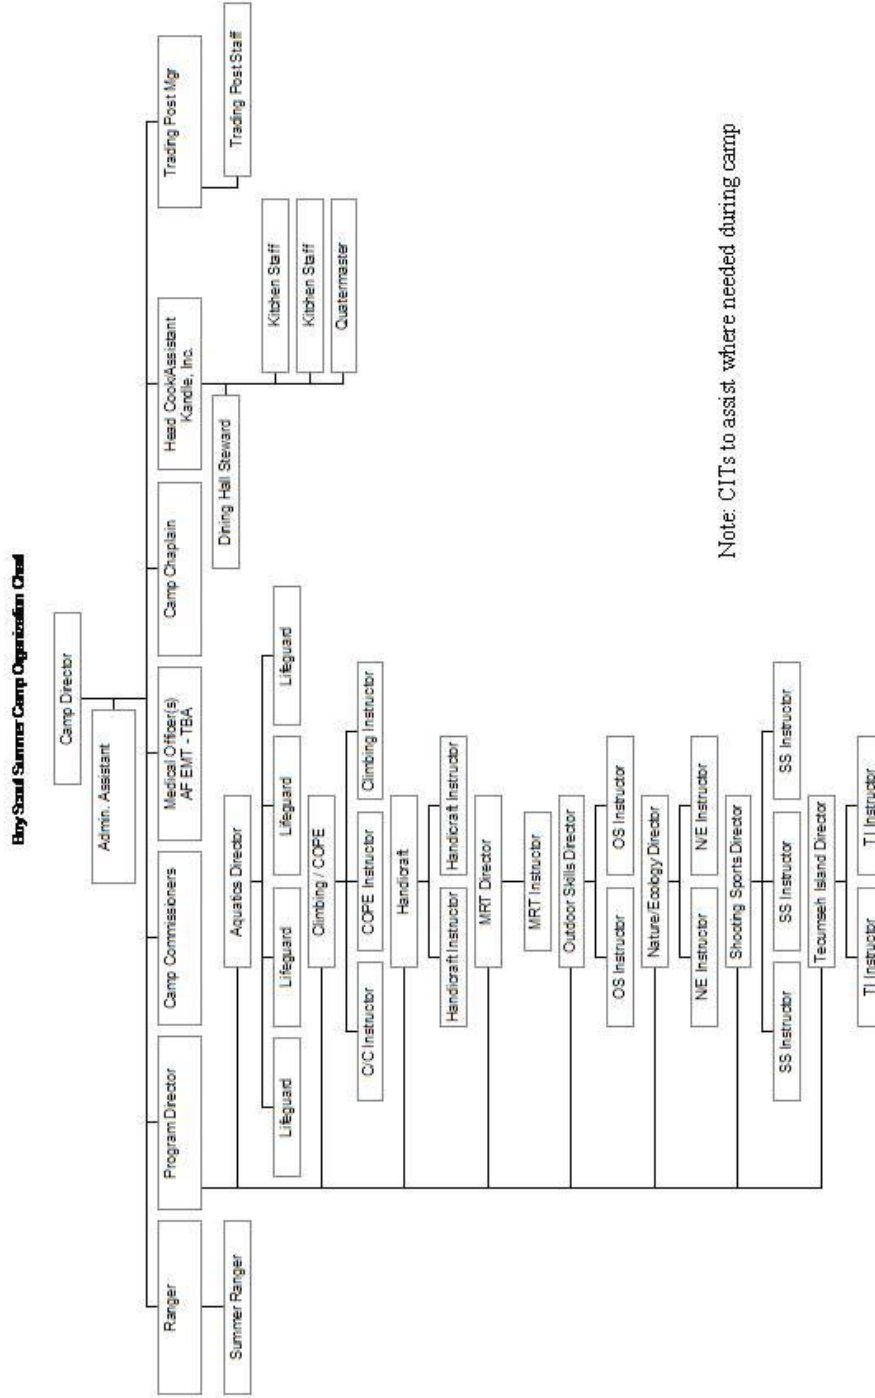 Boy Scout Summer Camp Organization Chart
Camp Director
Admin. Assistant
Ranger
Program Director
Camp Commissioners
Medical Officer(s)
AF EMT - TBA
Camp Chaplain
Head Cook/Assistant
Kandle, Inc.
Trading Post Mgr
Summer Ranger
Aquatics Director
Dining Hall Steward
Trading Post Staff
Lifeguard
Lifeguard
Lifeguard
Lifeguard
Kitchen Staff
Kitchen Staff
Quatermaster
Climbing / COPE
C/C Instructor
COPE Instructor
Climbing Instructor
Handicraft
Handicraft Instructor
Handicraft Instructor
MRT Director
MRT Instructor
Outdoor Skills Director
OS Instructor
OS Instructor
Nature/Ecology Director
N/E Instructor
N/E Instructor
Shooting Sports Director
SS Instructor
SS Instructor
SS Instructor
Tecumseh Island Director
TI Instructor
TI Instructor
Note: CITs to assist where needed during camp